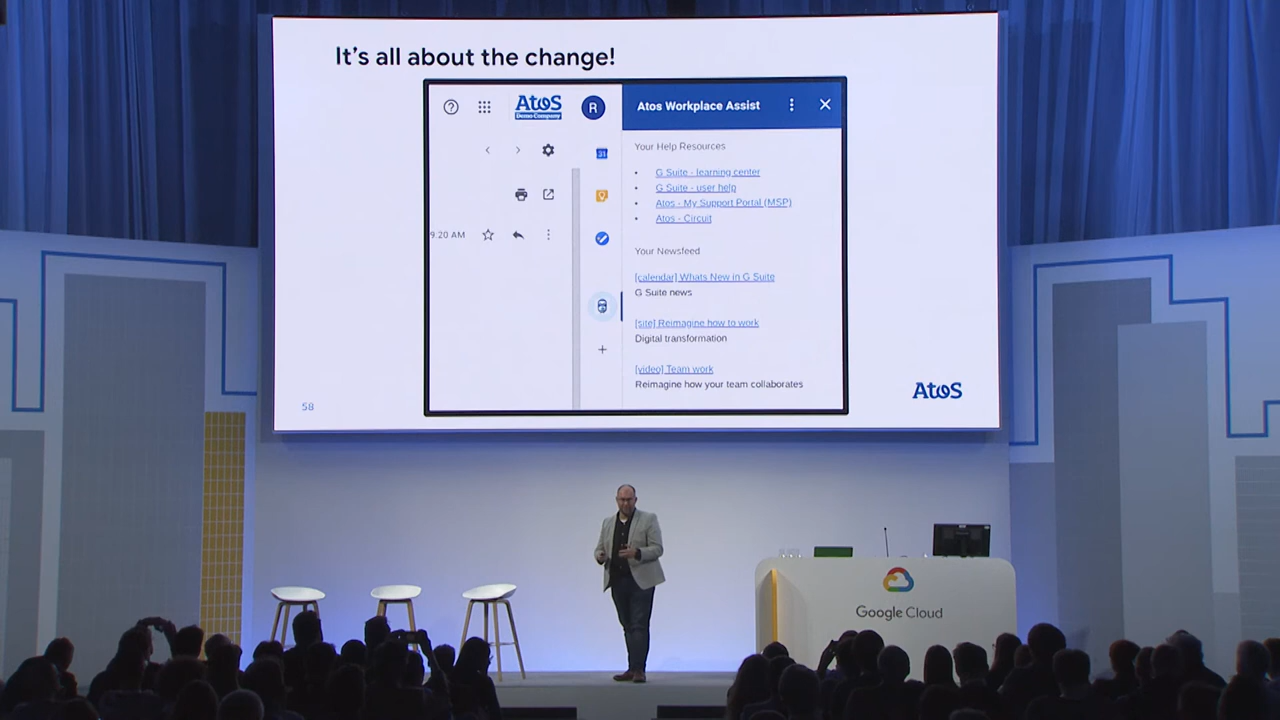 It's all about the change!
?
AtoS
Demo Company
R
Atos Workplace Assist
Your Help Resources
• G Suite - learning center
• G Suite - user help
• Atos - My Support Portal (MSP)
• Atos - Circuit
31
9.20 AM
Your Newsfeed
[calendar] Whats New in G Suite
G Suite news
[site] Reimagine how to work
Digital transformation
[video] Team work
Reimagine how your team collaborates
58
AtoS
Google Cloud